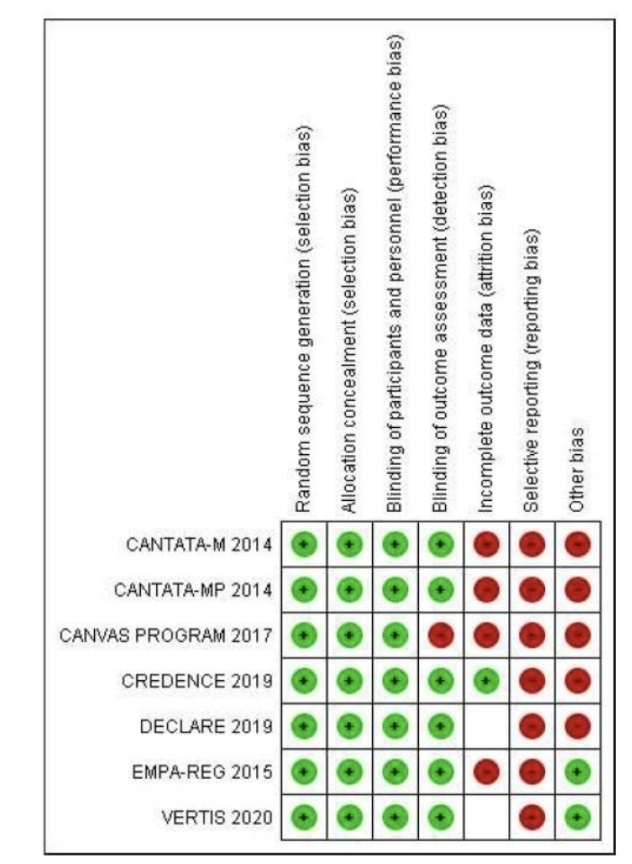 Random sequence generation (selection bias)
Allocation concealment (selection bias)
Blinding of participants and personnel (performance bias)
Blinding of outcome assessment (detection bias)
Incomplete outcome data (attrition bias)
Selective reporting (reporting bias)
Other bias
CANTATA-M 2014 + + + + - - -
CANTATA-MP 2014 + + + + - - -
CANVAS PROGRAM 2017 + + + - - - -
CREDENCE 2019 + + + + + - -
DECLARE 2019 + + + + - -
EMPA-REG 2015 + + + + - - +
VERTIS 2020 + + + + - +